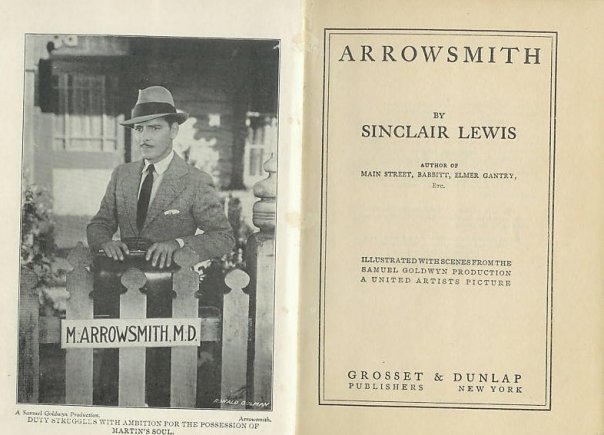 M. ARROWSMITH, M.D.
RONALD COLMAN
A Samuel Goldwyn Production. Arrowsmith.
DUTY STRUGGLES WITH AMBITION FOR THE POSSESSION OF
MARTIN'S SOUL.
ARROWSMITH
BY
SINCLAIR LEWIS
AUTHOR OF
MAIN STREET, BABBITT, ELMER GANTRY,
ETC.
ILLUSTRATED WITH SCENES FROM THE
SAMUEL GOLDWYN PRODUCTION
A UNITED ARTISTS PICTURE
GROSSET & DUNLAP
PUBLISHERS NEW YORK